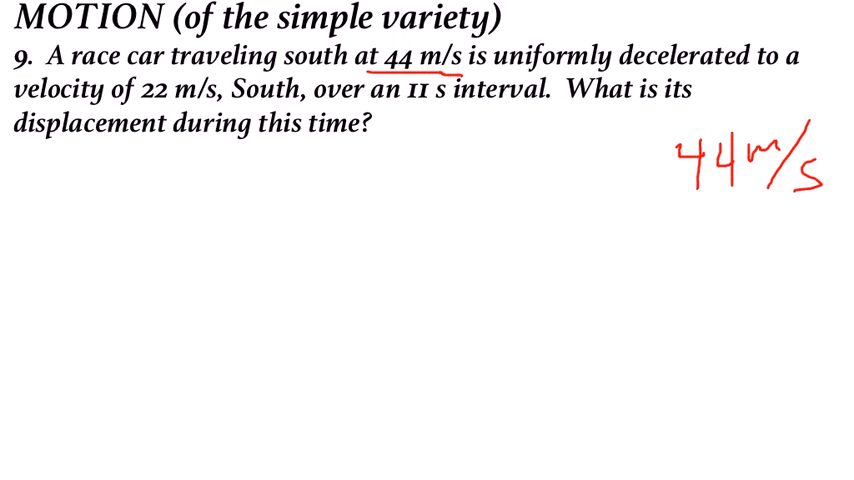 MOTION (of the simple variety)
9. A race car traveling south at 44 m/s is uniformly decelerated to a
velocity of 22 m/s, South, over an 11 s interval. What is its
displacement during this time?
44 m/s